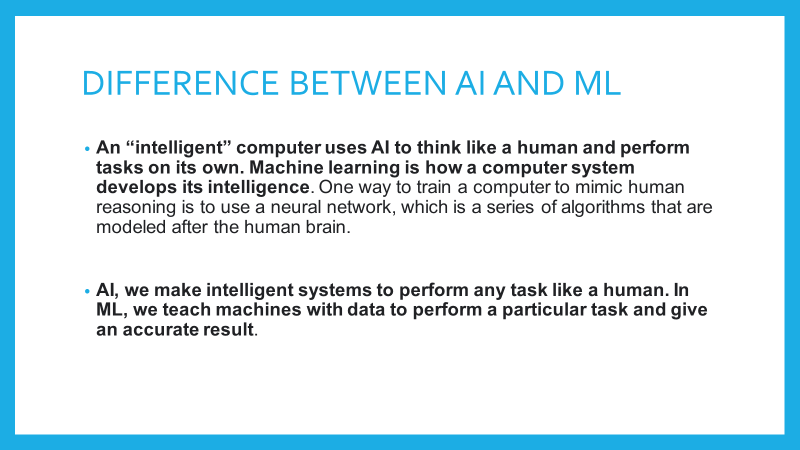 DIFFERENCE BETWEEN AI AND ML
• An “intelligent” computer uses AI to think like a human and perform
tasks on its own. Machine learning is how a computer system
develops its intelligence. One way to train a computer to mimic human
reasoning is to use a neural network, which is a series of algorithms that are
modeled after the human brain.
• AI, we make intelligent systems to perform any task like a human. In
ML, we teach machines with data to perform a particular task and give
an accurate result.